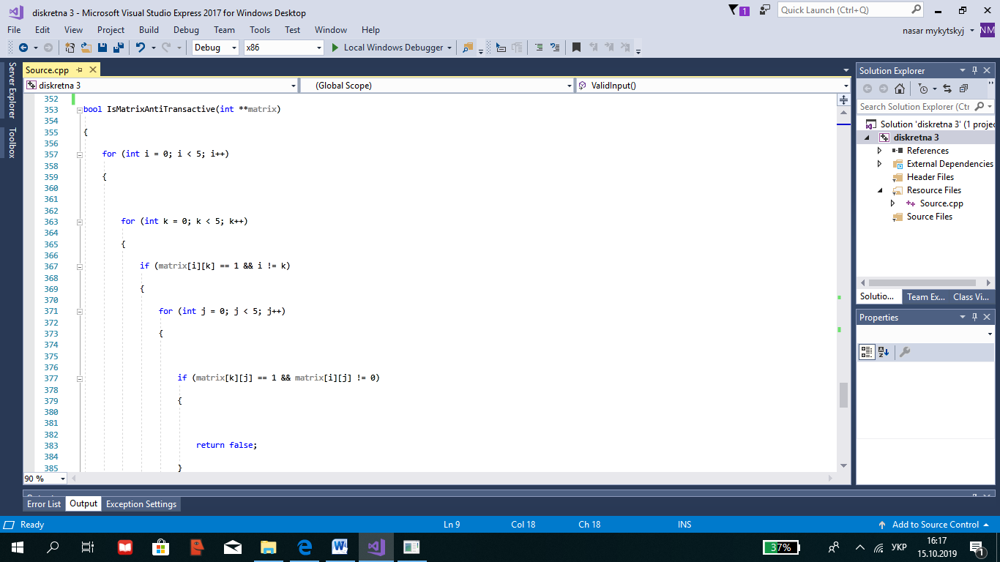 diskretna 3 - Microsoft Visual Studio Express 2017 for Windows Desktop
1
Quick Launch (Ctrl+Q)
File Edit View Project Build Debug Team Tools Test Window Help
nasar mykytskyj NM
Debug x86 Local Windows Debugger
Server Explorer
Toolbox
Source.cpp
diskretna 3 (Global Scope) ValidInput()
352
353 bool IsMatrixAntiTransactive(int **matrix)
354
355 {
356
357 for (int i = 0; i < 5; i++)
358
359 {
360
361
362
363 for (int k = 0; k < 5; k++)
364
365 {
366
367 if (matrix[i][k] == 1 && i != k)
368
369 {
370
371 for (int j = 0; j < 5; j++)
372
373 {
374
375
376
377 if (matrix[k][j] == 1 && matrix[i][j] != 0)
378
379 {
380
381
382
383 return false;
384
385 }
90 %
Solution Explorer
Search Solution Explorer (Ctr
Solution 'diskretna 3' (1 projec
diskretna 3
References
External Dependencies
Header Files
Resource Files
Source.cpp
Source Files
Solutio... Team Ex... Class Vi...
Properties
Error List Output Exception Settings
Ready Ln 9 Col 18 Ch 18 INS Add to Source Control
37% УКР 16:17
15.10.2019
1